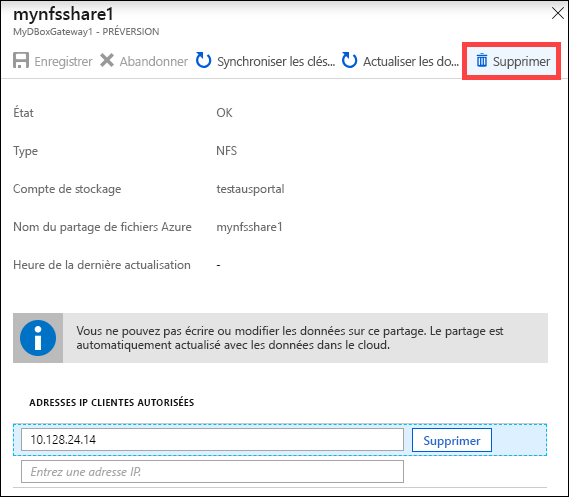 mynfsshare1
MyDBoxGateway1 - PRÉVERSION
Enregistrer Abandonner Synchroniser les clés... Actualiser les do... Supprimer
État OK
Type NFS
Compte de stockage testausportal
Nom du partage de fichiers Azure mynfsshare1
Heure de la dernière actualisation -
Vous ne pouvez pas écrire ou modifier les données sur ce partage. Le partage est
automatiquement actualisé avec les données dans le cloud.
ADRESSES IP CLIENTES AUTORISÉES
10.128.24.14 Supprimer
Entrez une adresse IP.